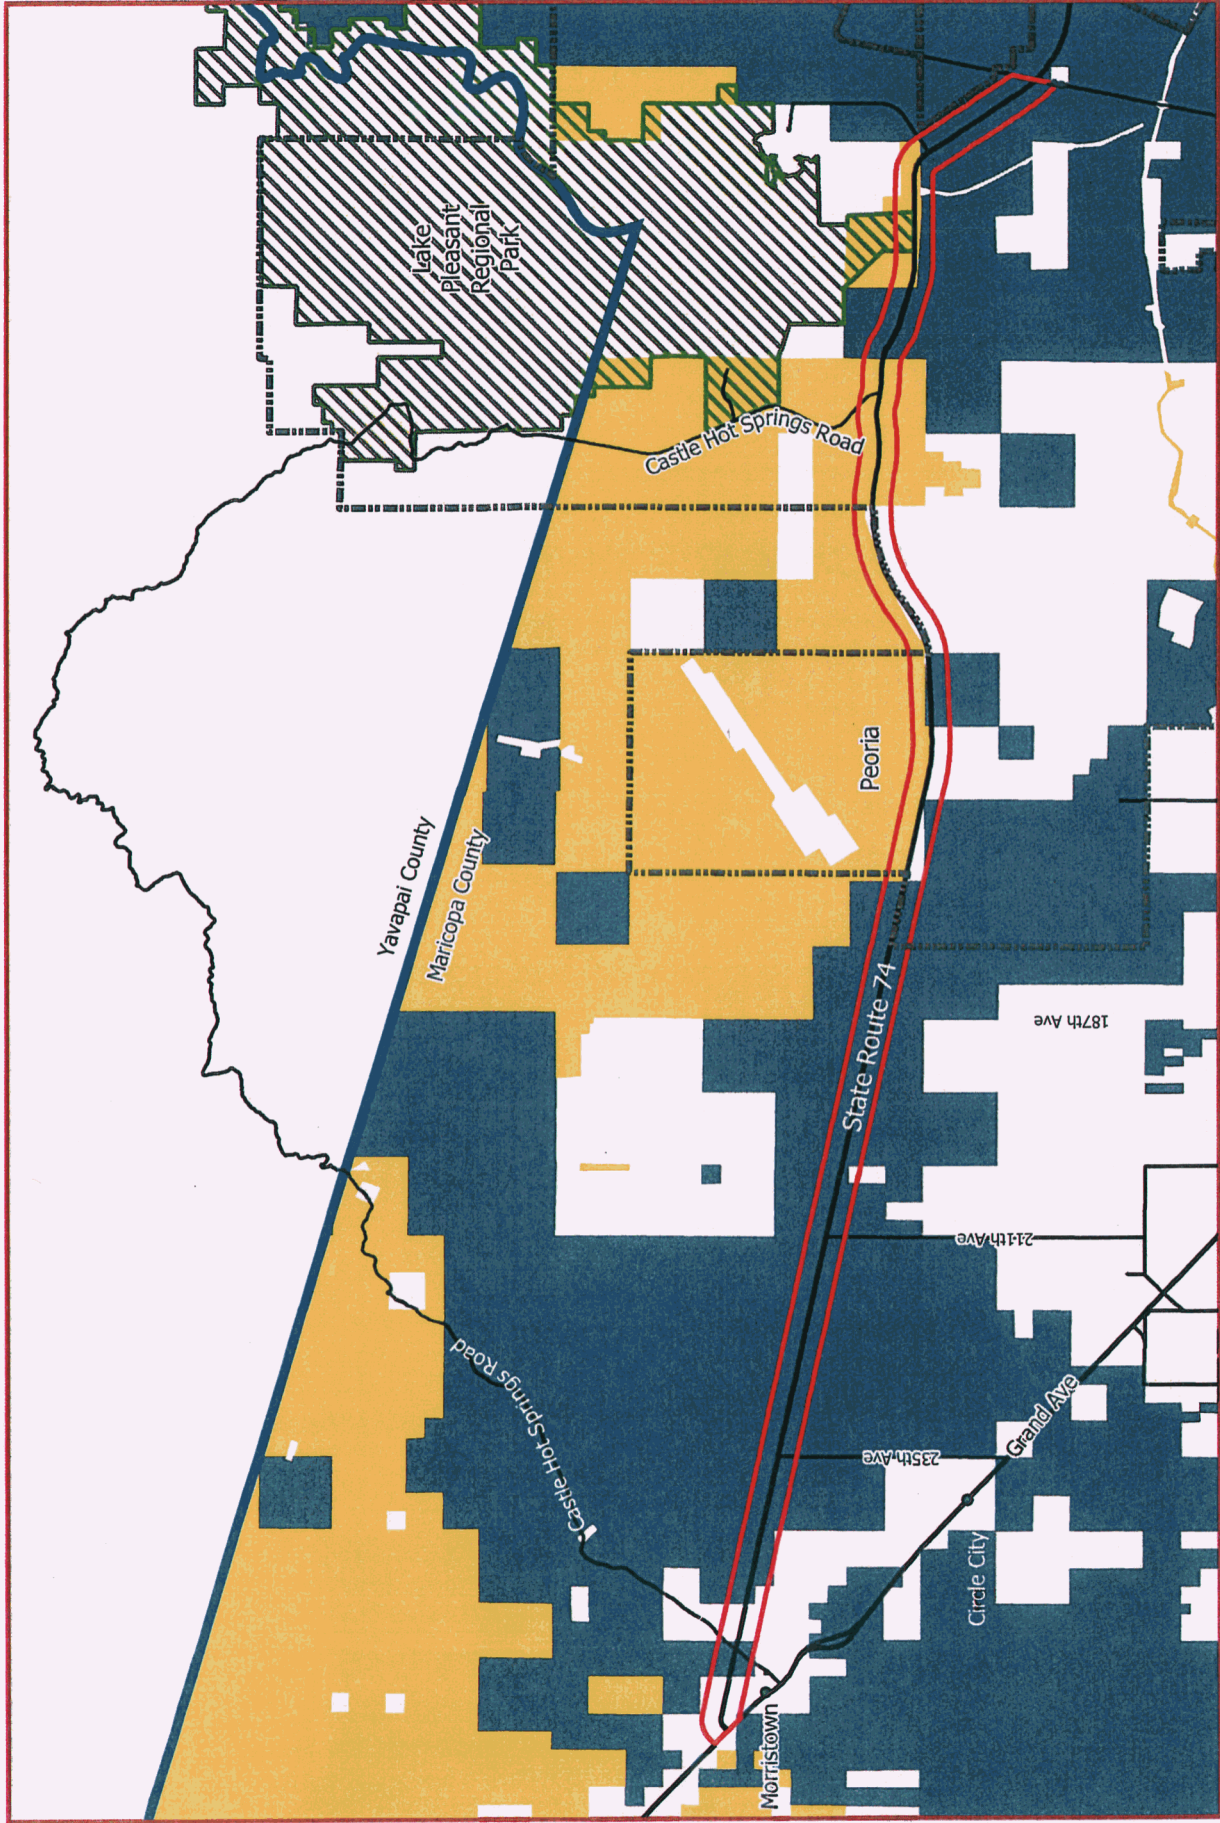 Lake
Pleasant
Regional
Park
Castle Hot Springs Road
Yavapai County
Maricopa County
Peoria
State Route 74
187th Ave
211th Ave
Castle Hot Springs Road
235th Ave
Grand Ave
Circle City
Morristown